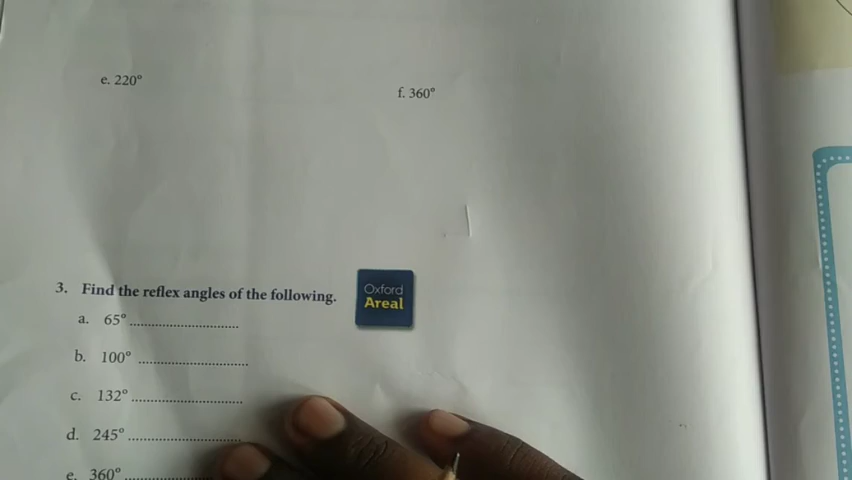 e. 220°
f. 360°
3. Find the reflex angles of the following.
Oxford
Areal
a. 65° ............................
b. 100° ............................
c. 132° ............................
d. 245° ............................
e. 360° ....................